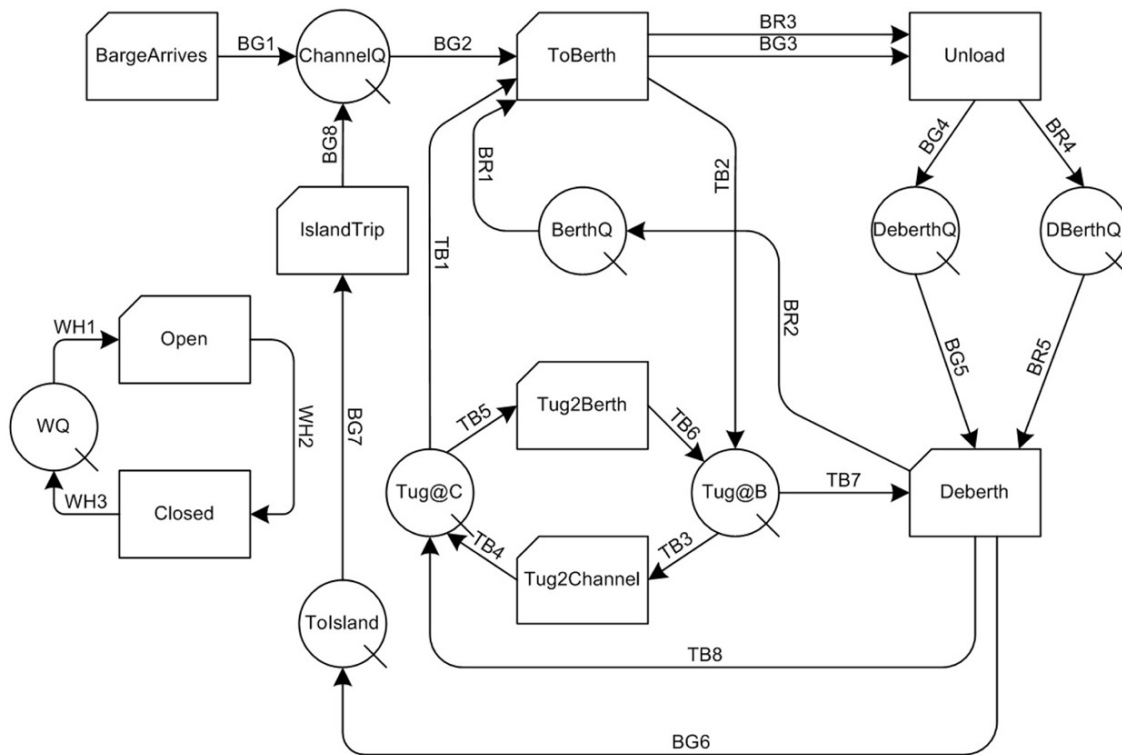 BR3
BargeArrives
BG1
ChannelQ
BG2
ToBerth
BG3
Unload
BG8
BR1
TB2
BG4
BR4
IslandTrip
TB1
BerthQ
DeberthQ
DBerthQ
WH1
Open
BR2
BG5
BR5
WQ
WH2
BG7
TB5
Tug2Berth
TB6
WH3
Closed
Tug@C
Tug@B
TB7
Deberth
TB4
Tug2Channel
TB3
ToIsland
TB8
BG6